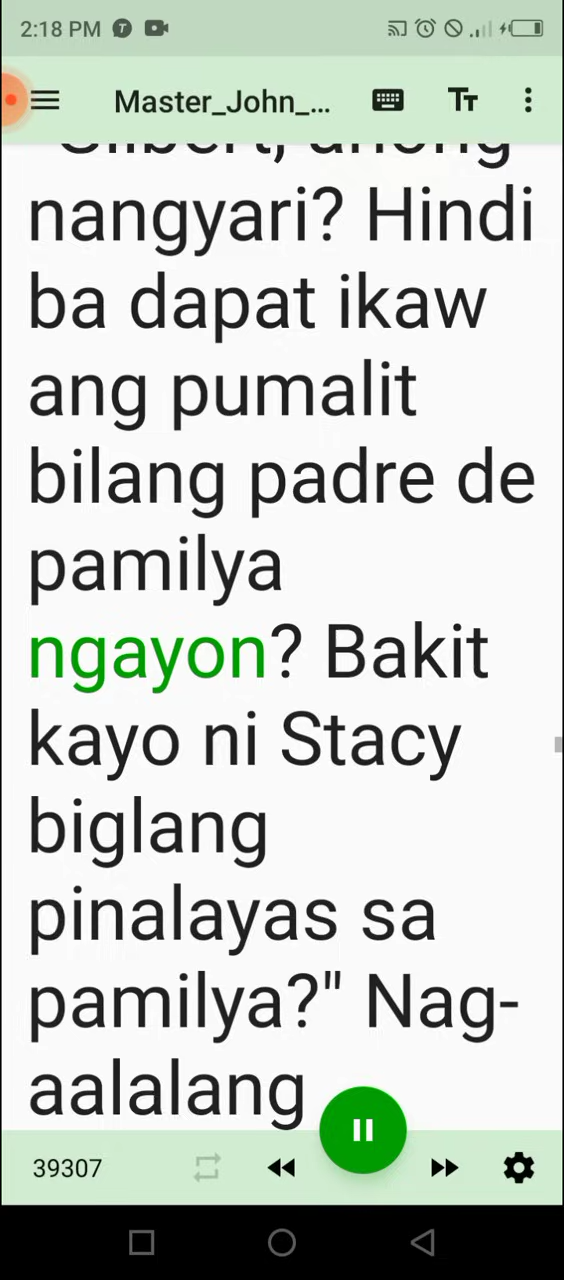 2:18 PM
Master_John_...
TT
nangyari? Hindi
ba dapat ikaw
ang pumalit
bilang padre de
pamilya
ngayon? Bakit
kayo ni Stacy
biglang
pinalayas sa
pamilya?" Nag-
aalalang
39307